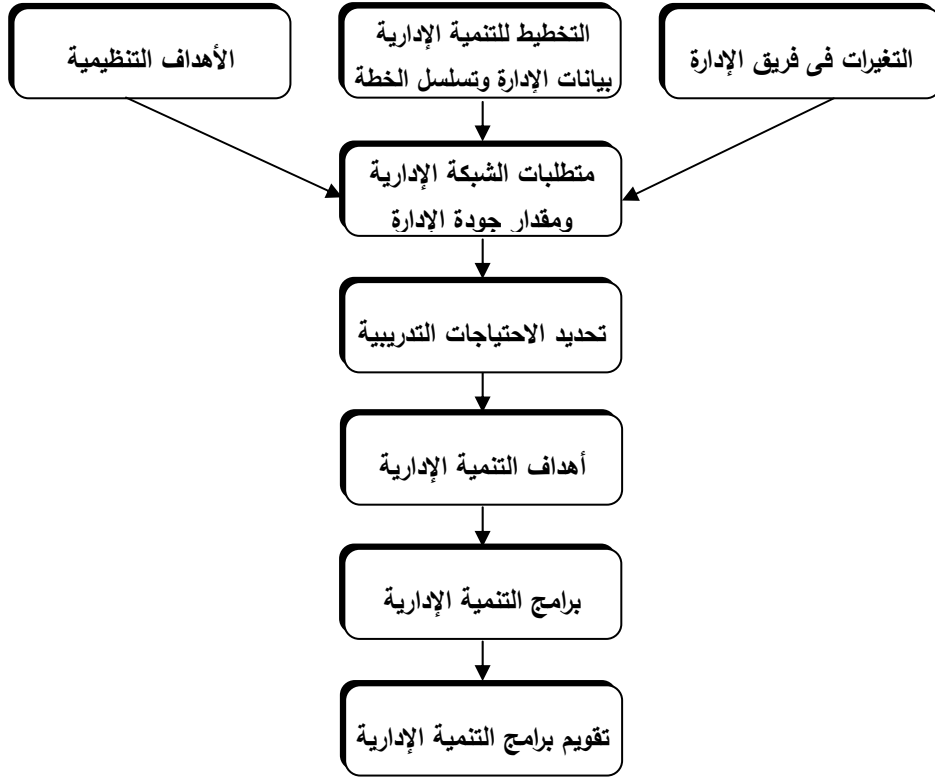 التغيرات فى فريق الإدارة
التخطيط للتنمية الإدارية
بيانات الإدارة وتسلسل الخطة
الأهداف التنظيمية
متطلبات الشبكة الإدارية
ومقدار جودة الإدارة
تحديد الاحتياجات التدريبية
أهداف التنمية الإدارية
برامج التنمية الإدارية
تقويم برامج التنمية الإدارية